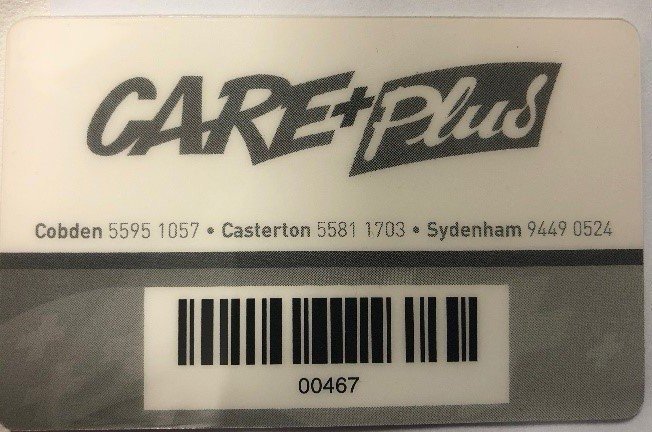 CARE+Plus
Cobden 5595 1057 • Casterton 5581 1703 • Sydenham 9449 0524
00467